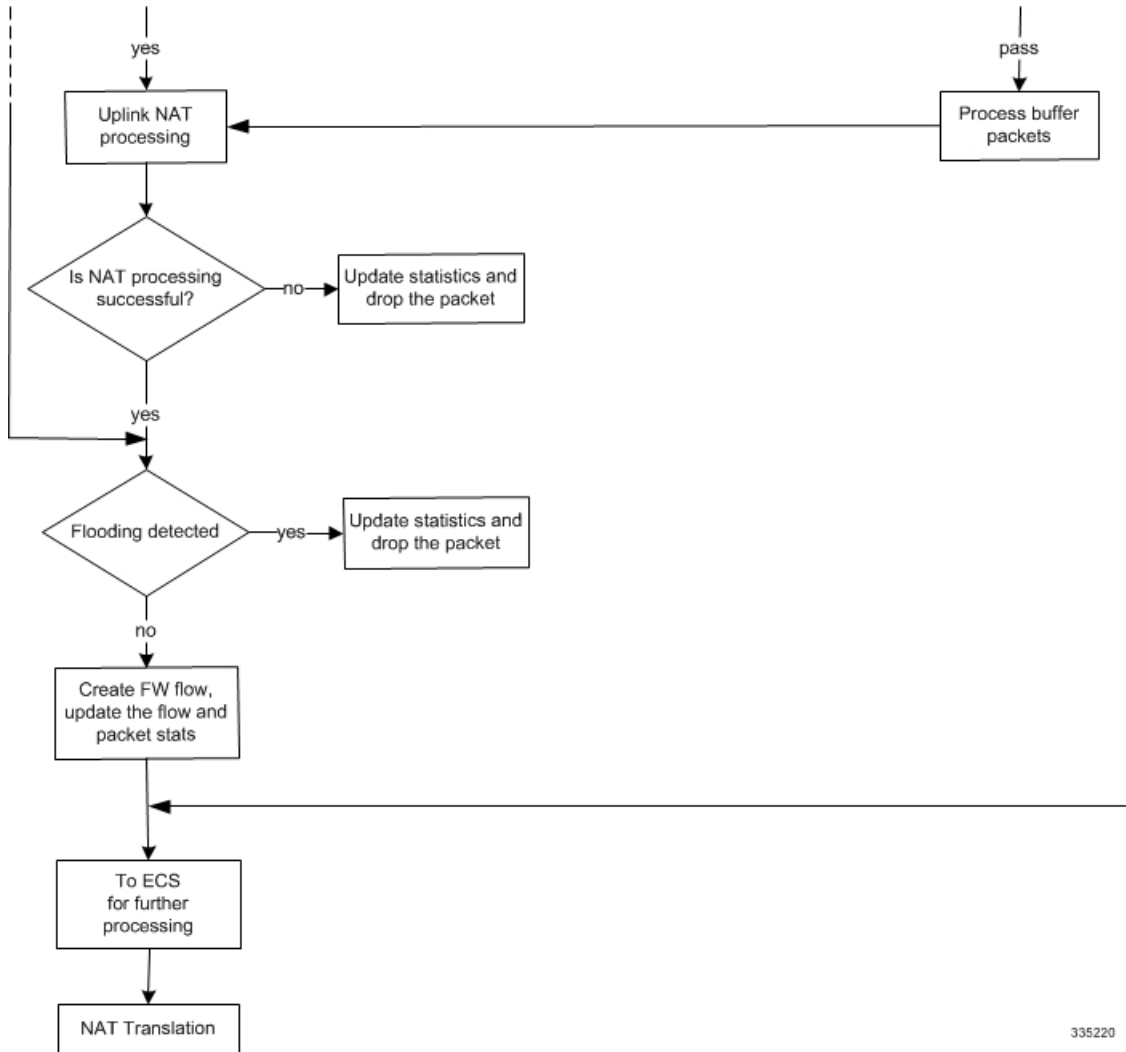 yes
pass
Uplink NAT
processing
Process buffer
packets
Is NAT processing
successful?
no
Update statistics and
drop the packet
yes
Flooding detected
yes
Update statistics and
drop the packet
no
Create FW flow,
update the flow and
packet stats
To ECS
for further
processing
NAT Translation
335220